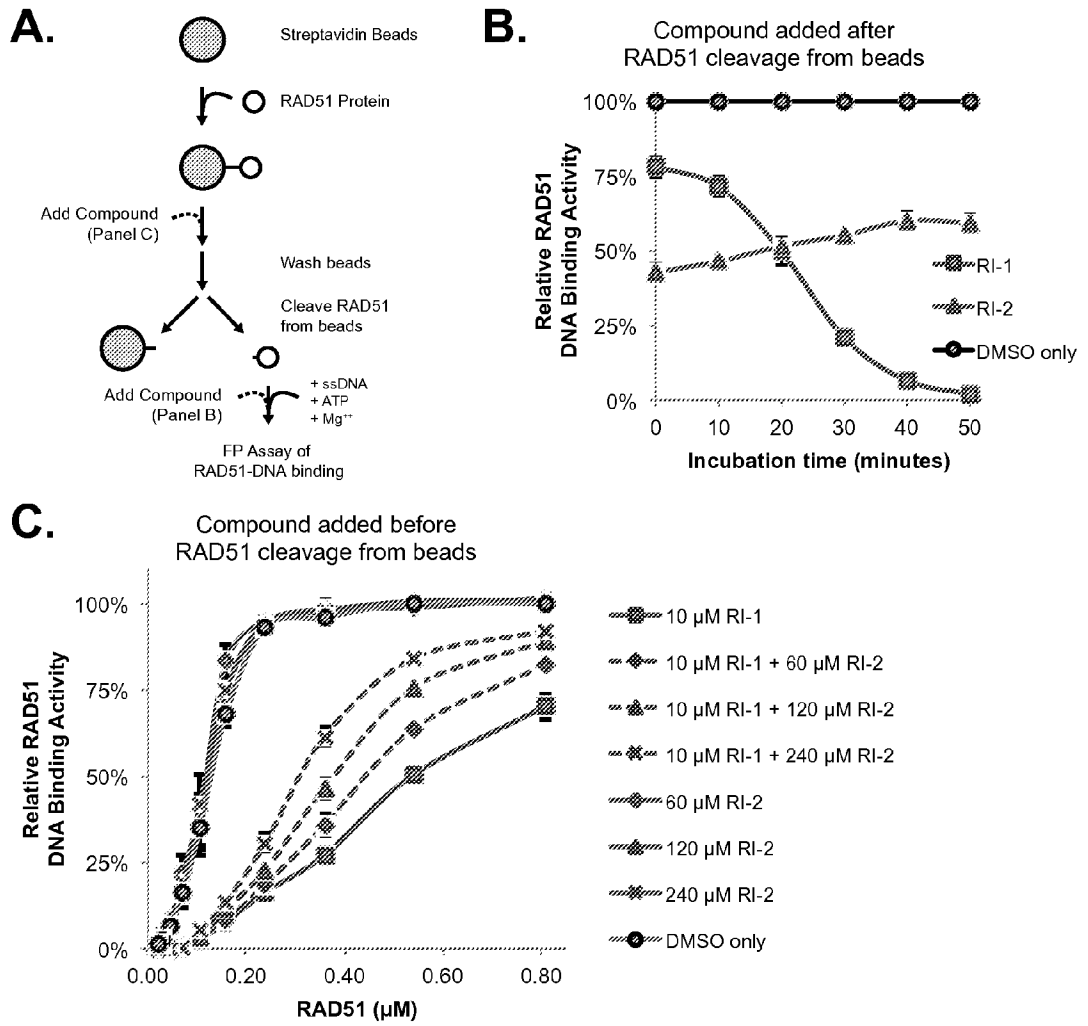 A.
Streptavidin Beads
RAD51 Protein
Add Compound
(Panel C)
Wash beads
Cleave RAD51
from beads
Add Compound
(Panel B)
+ ssDNA
+ ATP
+ Mg⁺⁺
FP Assay of
RAD51-DNA binding
B.
Compound added after
RAD51 cleavage from beads
Relative RAD51
DNA Binding Activity
100%
75%
50%
25%
0%
0 10 20 30 40 50
Incubation time (minutes)
RI-1
RI-2
DMSO only
C.
Compound added before
RAD51 cleavage from beads
Relative RAD51
DNA Binding Activity
100%
75%
50%
25%
0%
0.00 0.20 0.40 0.60 0.80
RAD51 (µM)
10 µM RI-1
10 µM RI-1 + 60 µM RI-2
10 µM RI-1 + 120 µM RI-2
10 µM RI-1 + 240 µM RI-2
60 µM RI-2
120 µM RI-2
240 µM RI-2
DMSO only